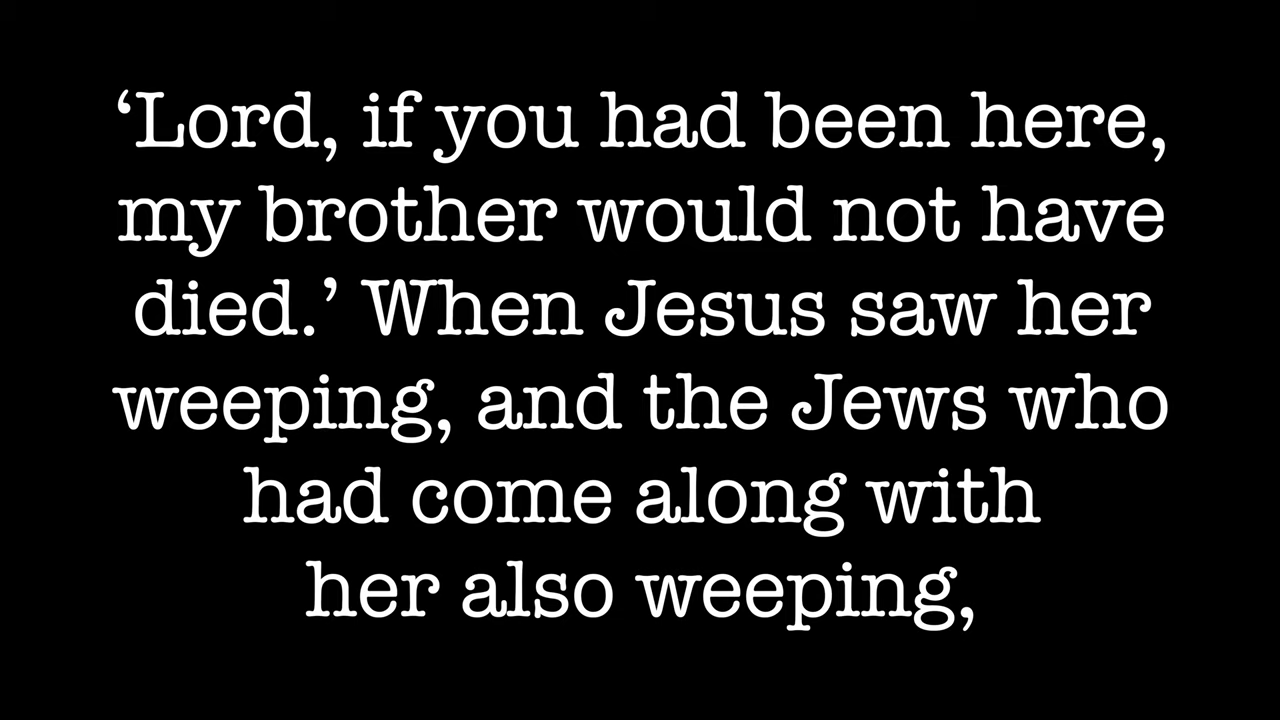 ‘Lord, if you had been here,
my brother would not have
died.’ When Jesus saw her
weeping, and the Jews who
had come along with
her also weeping,